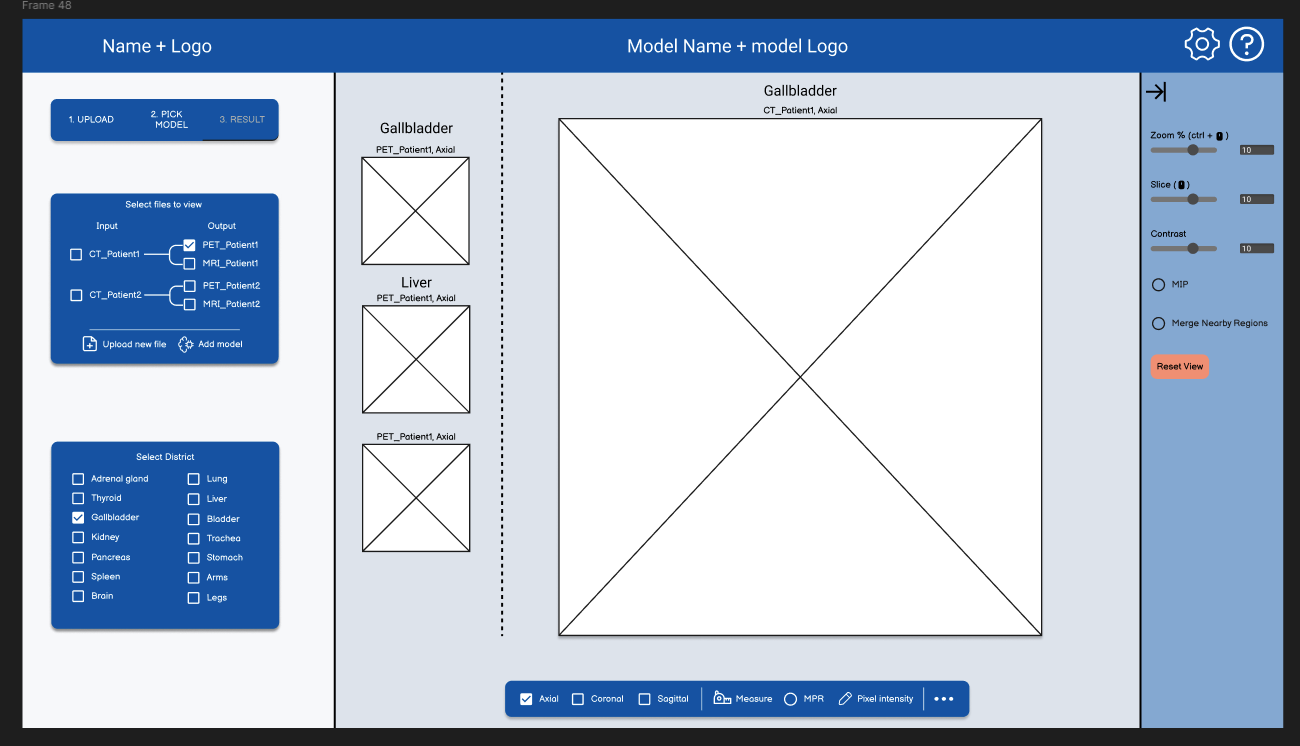 Frame 48
Name + Logo
Model Name + model Logo
?
1. UPLOAD
2. PICK
MODEL
3. RESULT
Select files to view
Input
Output
CT_Patient1
PET_Patient1
MRI_Patient1
CT_Patient2
PET_Patient2
MRI_Patient2
Upload new file
Add model
Select District
Adrenal gland
Lung
Thyroid
Liver
Gallbladder
Bladder
Kidney
Trachea
Pancreas
Stomach
Spleen
Arms
Brain
Legs
Gallbladder
PET_Patient1, Axial
Liver
PET_Patient1, Axial
PET_Patient1, Axial
Gallbladder
CT_Patient1, Axial
Axial
Coronal
Sagittal
Measure
MPR
Pixel intensity
Zoom % (ctrl + )
10
Slice ( )
10
Contrast
10
MIP
Merge Nearby Regions
Reset View